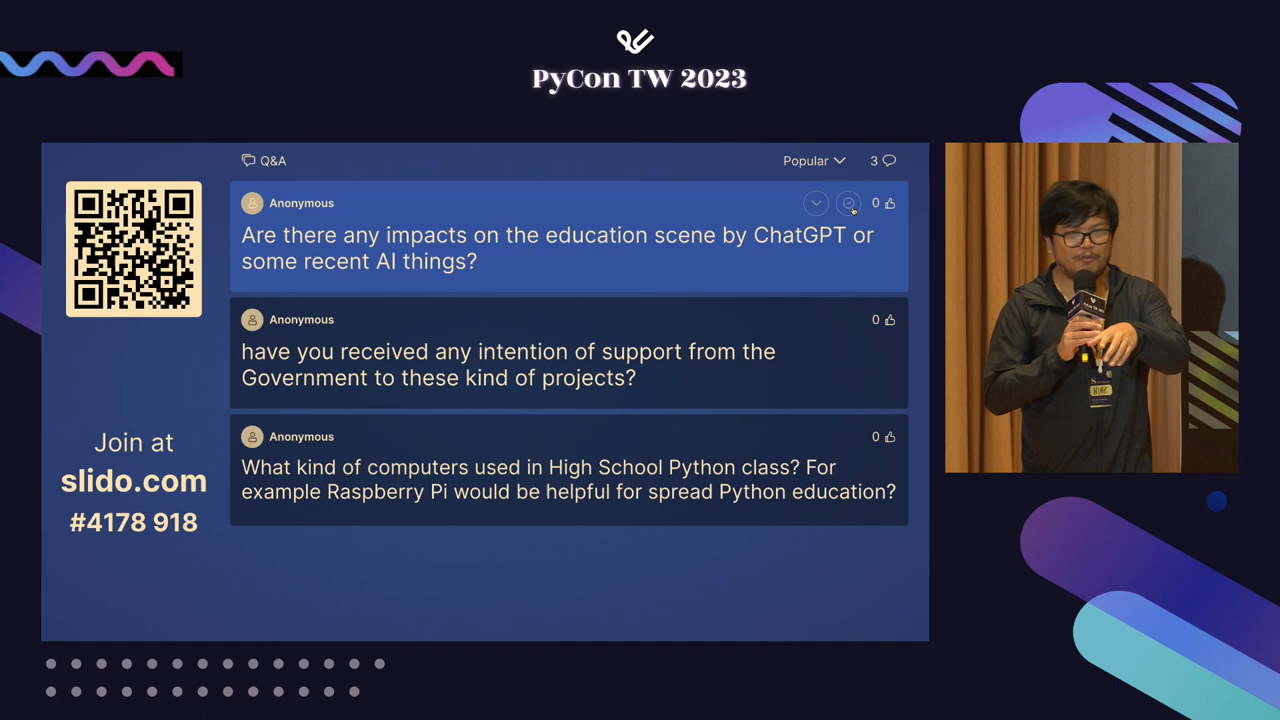 PyCon TW 2023
Q&A
Popular
3
Anonymous
0
Are there any impacts on the education scene by ChatGPT or
some recent AI things?
Anonymous
0
have you received any intention of support from the
Government to these kind of projects?
Anonymous
0
What kind of computers used in High School Python class? For
example Raspberry Pi would be helpful for spread Python education?
Join at
slido.com
#4178 918